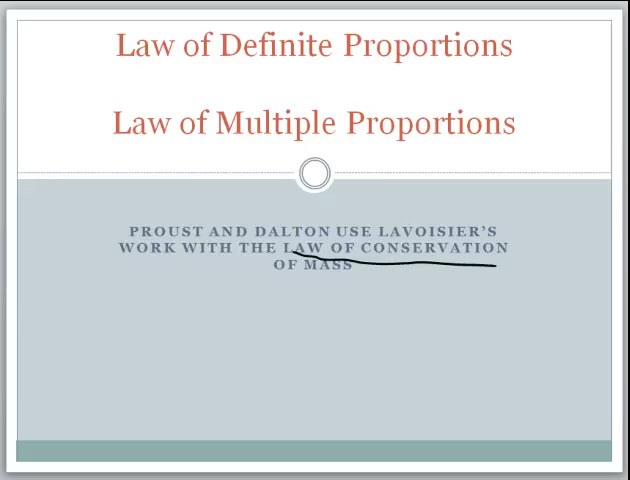 Law of Definite Proportions
Law of Multiple Proportions
PROUST AND DALTON USE LAVOISIER'S
WORK WITH THE LAW OF CONSERVATION
OF MASS